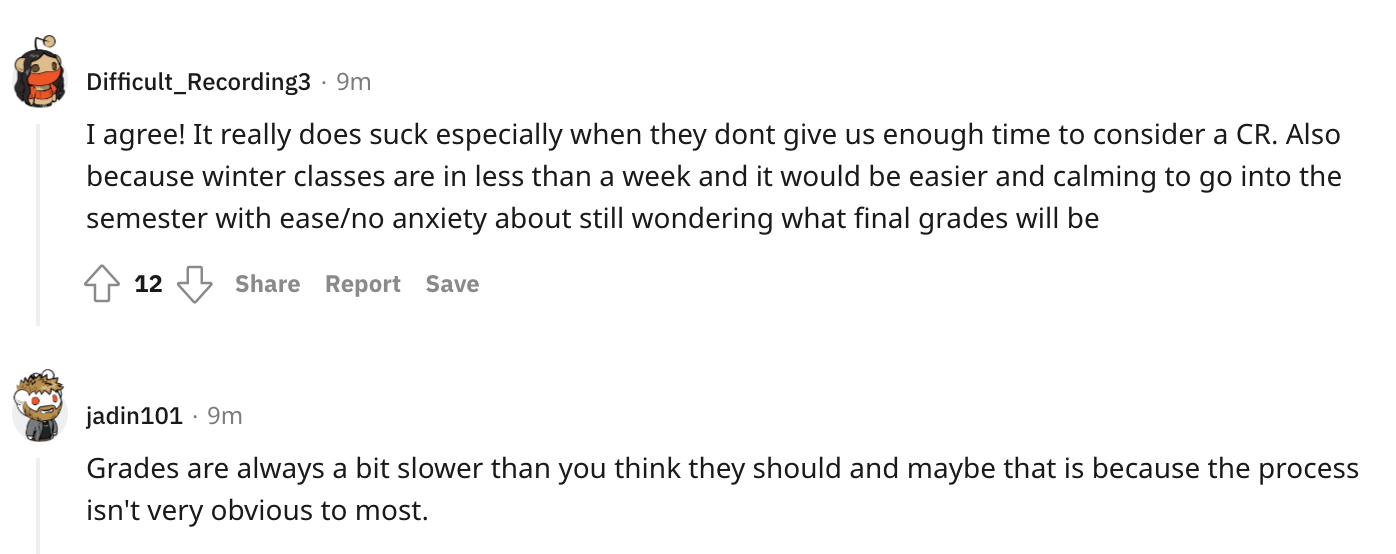 Difficult_Recording3 · 9m
I agree! It really does suck especially when they dont give us enough time to consider a CR. Also
because winter classes are in less than a week and it would be easier and calming to go into the
semester with ease/no anxiety about still wondering what final grades will be
12 Share Report Save
jadin101 · 9m
Grades are always a bit slower than you think they should and maybe that is because the process
isn't very obvious to most.